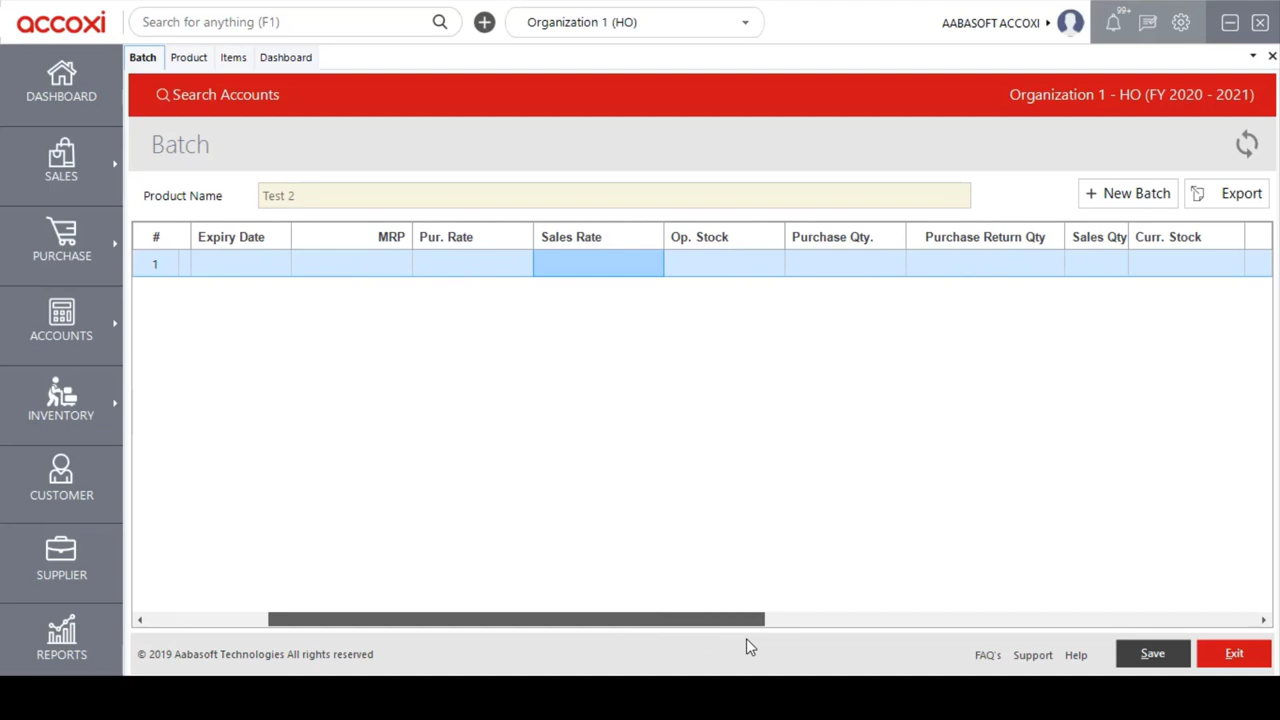 accoxi
Search for anything (F1)
Organization 1 (HO)
AABASOFT ACCOXI
99+
Batch
Product
Items
Dashboard
DASHBOARD
Search Accounts
Organization 1 - HO (FY 2020 - 2021)
Batch
SALES
Product Name
Test 2
+ New Batch
Export
# Expiry Date MRP Pur. Rate Sales Rate Op. Stock Purchase Qty. Purchase Return Qty Sales Qty Curr. Stock
1
PURCHASE
ACCOUNTS
INVENTORY
CUSTOMER
SUPPLIER
REPORTS
© 2019 Aabasoft Technologies All rights reserved
FAQ's
Support
Help
Save
Exit